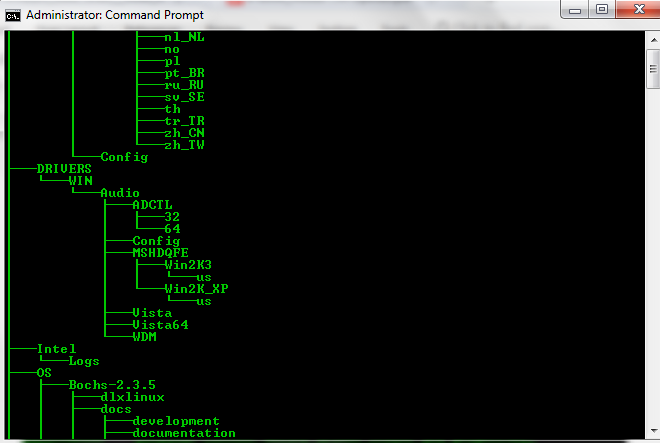 Administrator: Command Prompt
nl_NL
no
pl
pt_BR
ru_RU
sv_SE
th
tr_TR
zh_CN
zh_TW
Config
DRIVERS
WIN
Audio
ADCTL
32
64
Config
MSHDQFE
Win2K3
us
Win2K_XP
us
Vista
Vista64
WDM
Intel
Logs
OS
Bochs-2.3.5
dlxlinux
docs
development
documentation